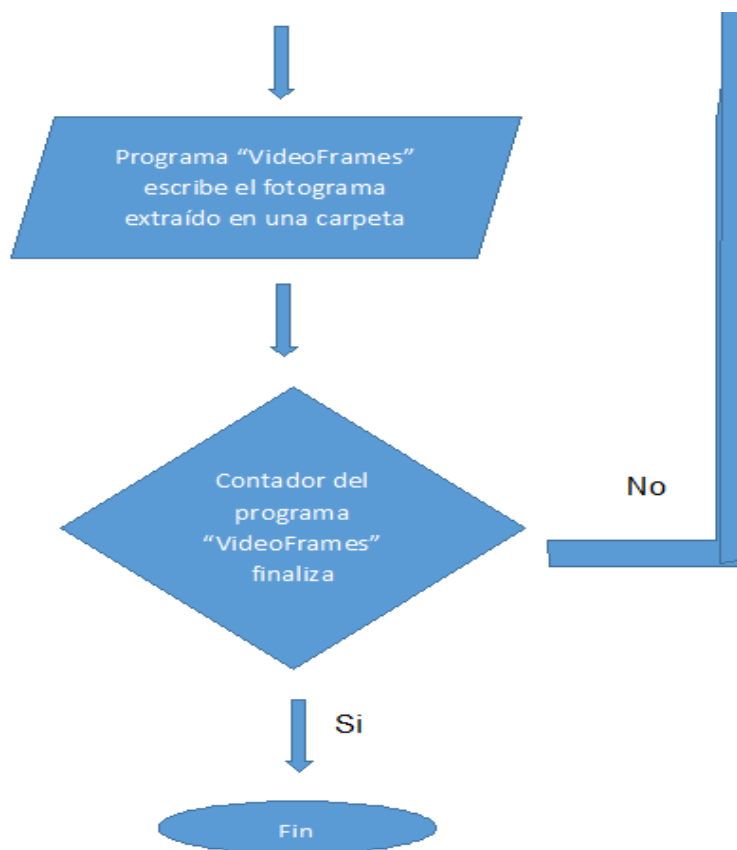 Programa “VideoFrames”
escribe el fotograma
extraído en una carpeta
Contador del
programa
“VideoFrames”
finaliza
No
Si
Fin